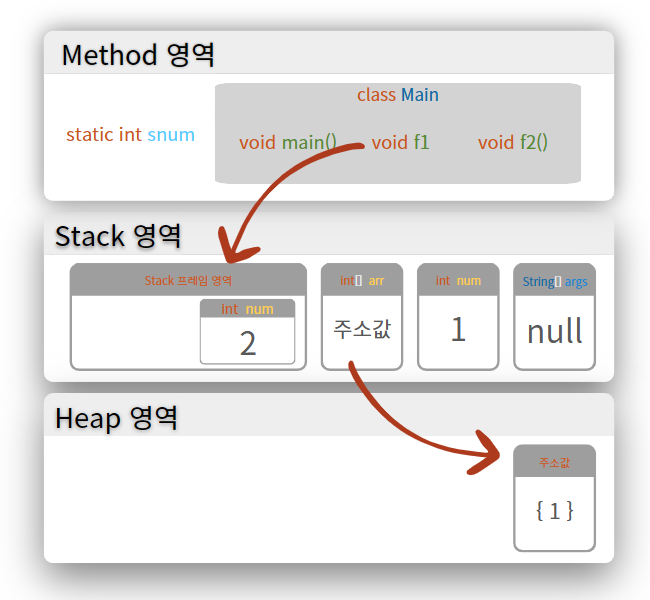 Method 영역
class Main
static int snum
void main()
void f1
void f2()
Stack 영역
Stack 프레임 영역
int[] arr
int num
String[] args
int num
2
주소값
1
null
Heap 영역
주소값
{ 1 }